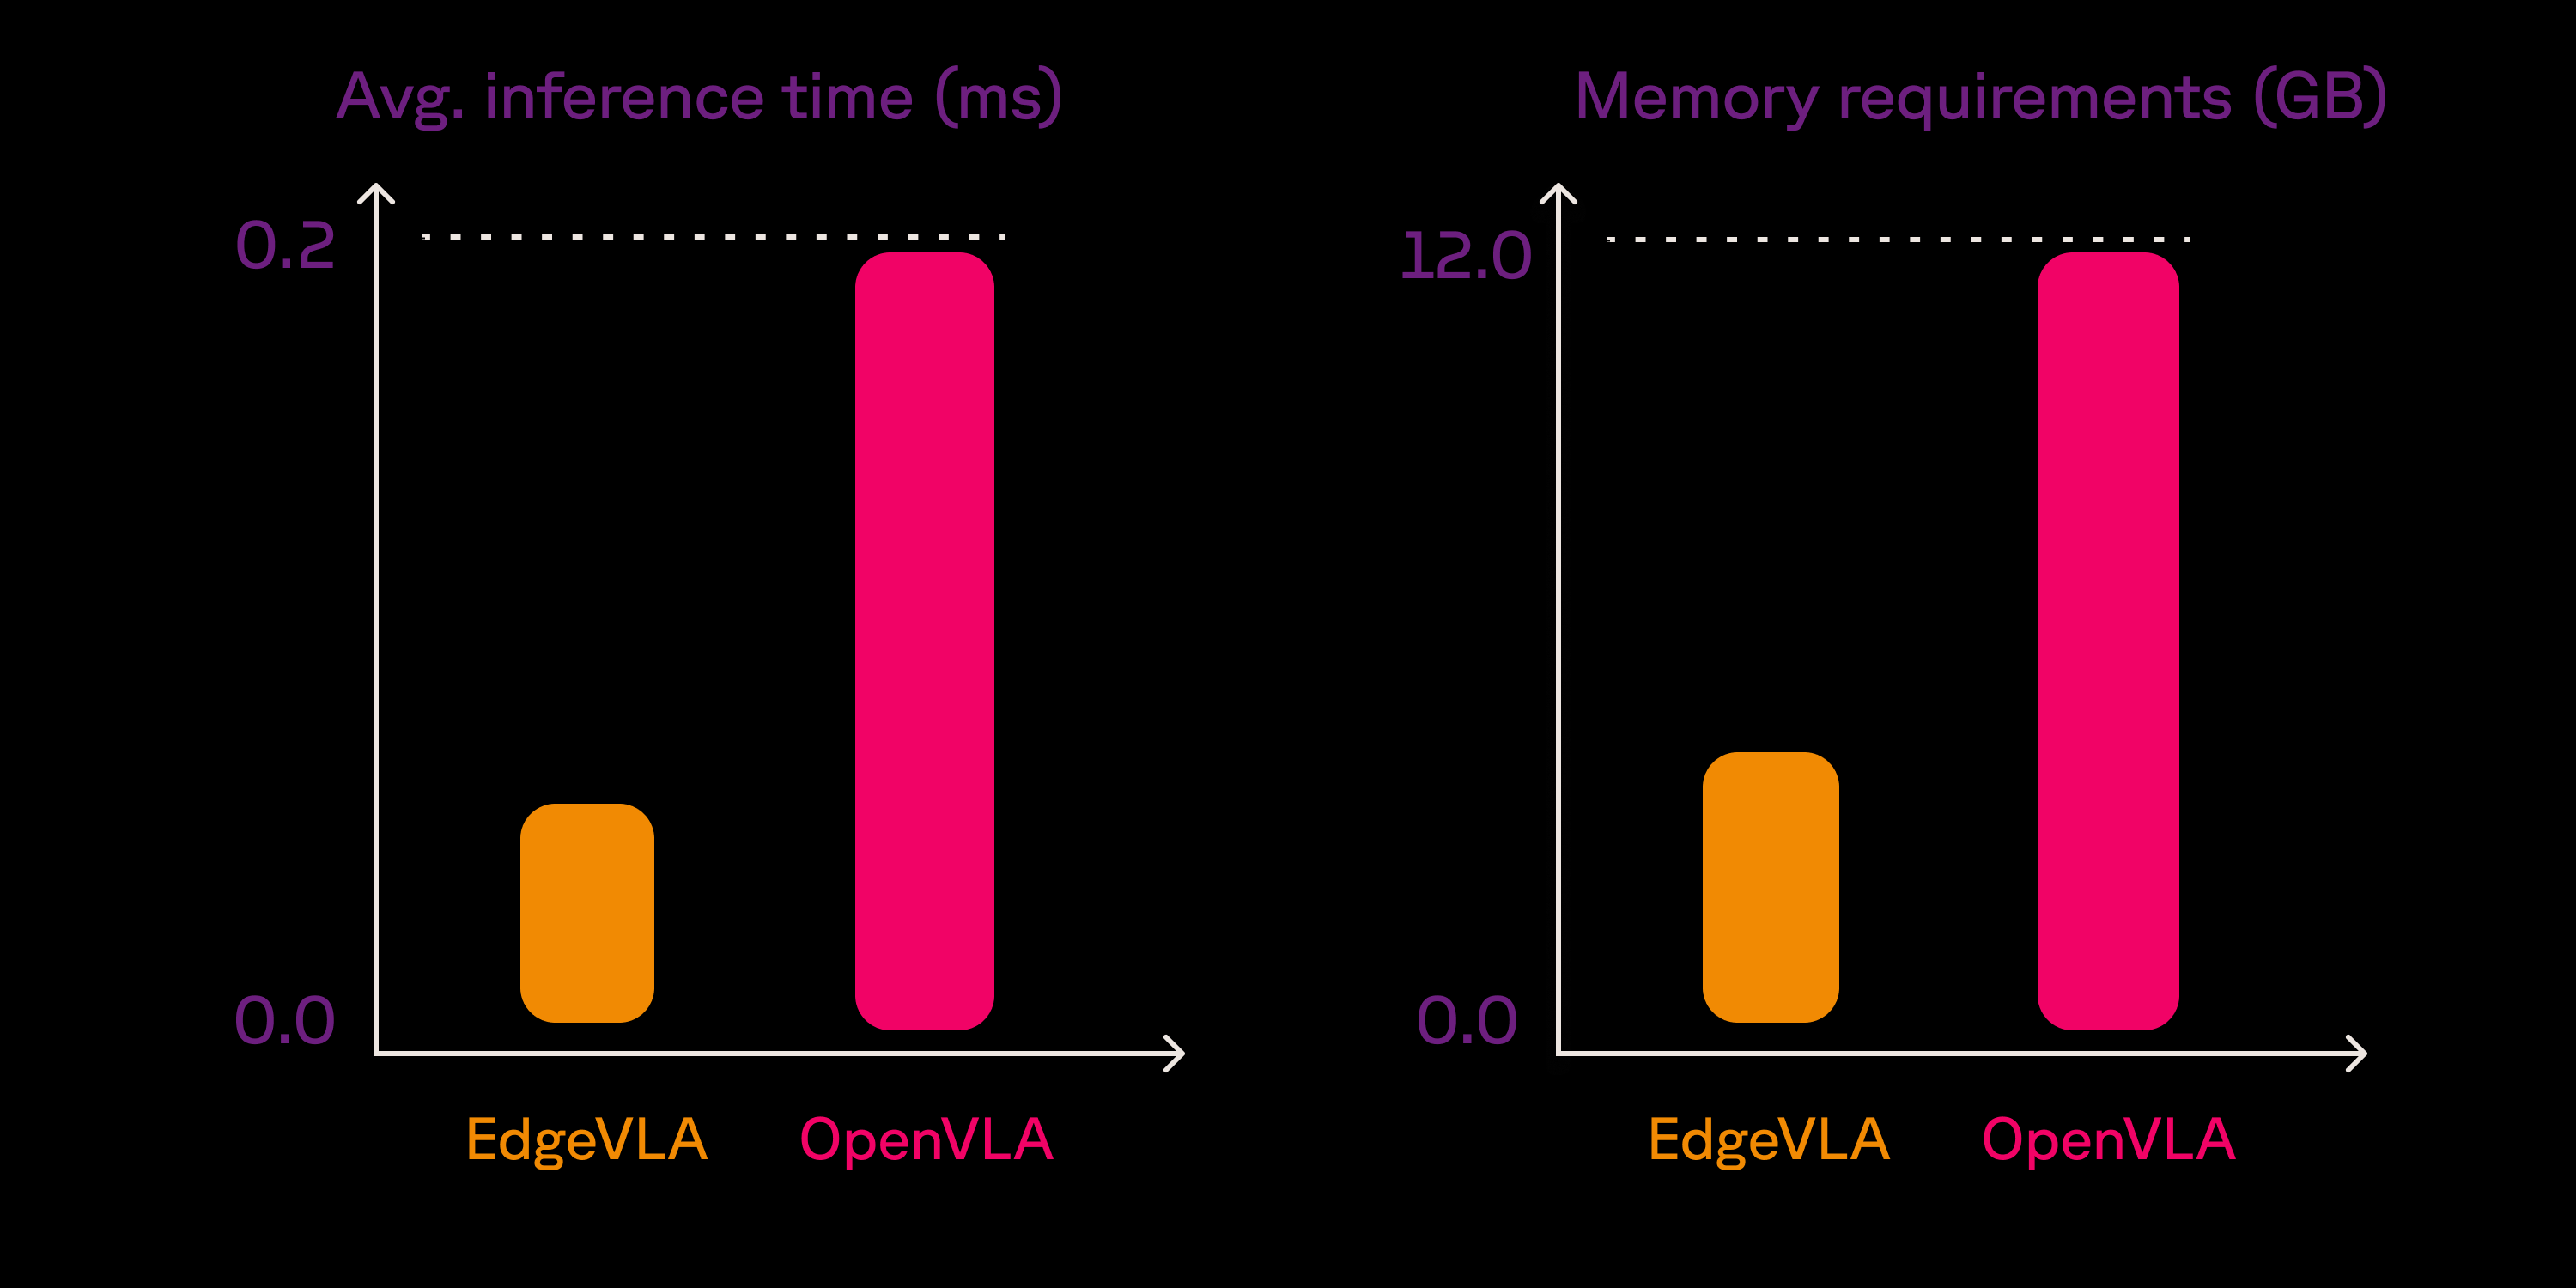 Avg. inference time (ms)
0.2
0.0
EdgeVLA
OpenVLA
Memory requirements (GB)
12.0
0.0
EdgeVLA
OpenVLA